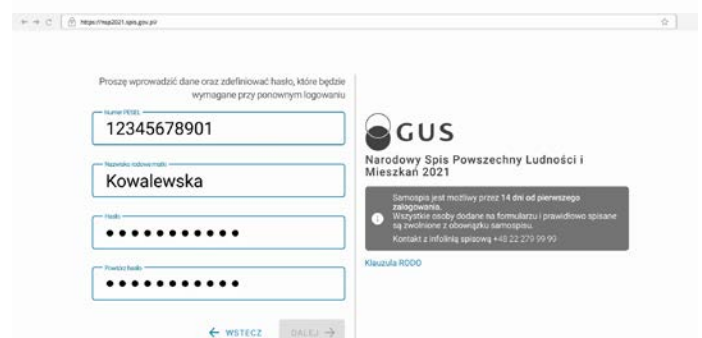 https://nsp2021.spis.gov.pl/
Proszę wprowadzić dane oraz zdefiniować hasło, które będzie
wymagane przy ponownym logowaniu
Numer PESEL
12345678901
Nazwisko rodowe matki
Kowalewska
Hasło
●●●●●●●●●●●
Powtórz hasło
●●●●●●●●●●●
← WSTECZ
DALEJ →
GUS
Narodowy Spis Powszechny Ludności i
Mieszkań 2021
Samospis jest możliwy przez 14 dni od pierwszego
zalogowania.
Wszystkie osoby dodane na formularzu i prawidłowo spisane
są zwolnione z obowiązku samospisu.
Kontakt z infolinią spisową +48 22 279 99 99
Klauzula RODO